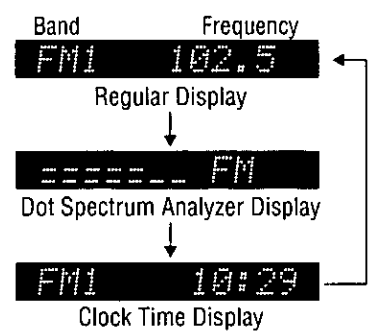 Band Frequency
FM1 102.5
Regular Display
FM
Dot Spectrum Analyzer Display
FM1 10:29
Clock Time Display